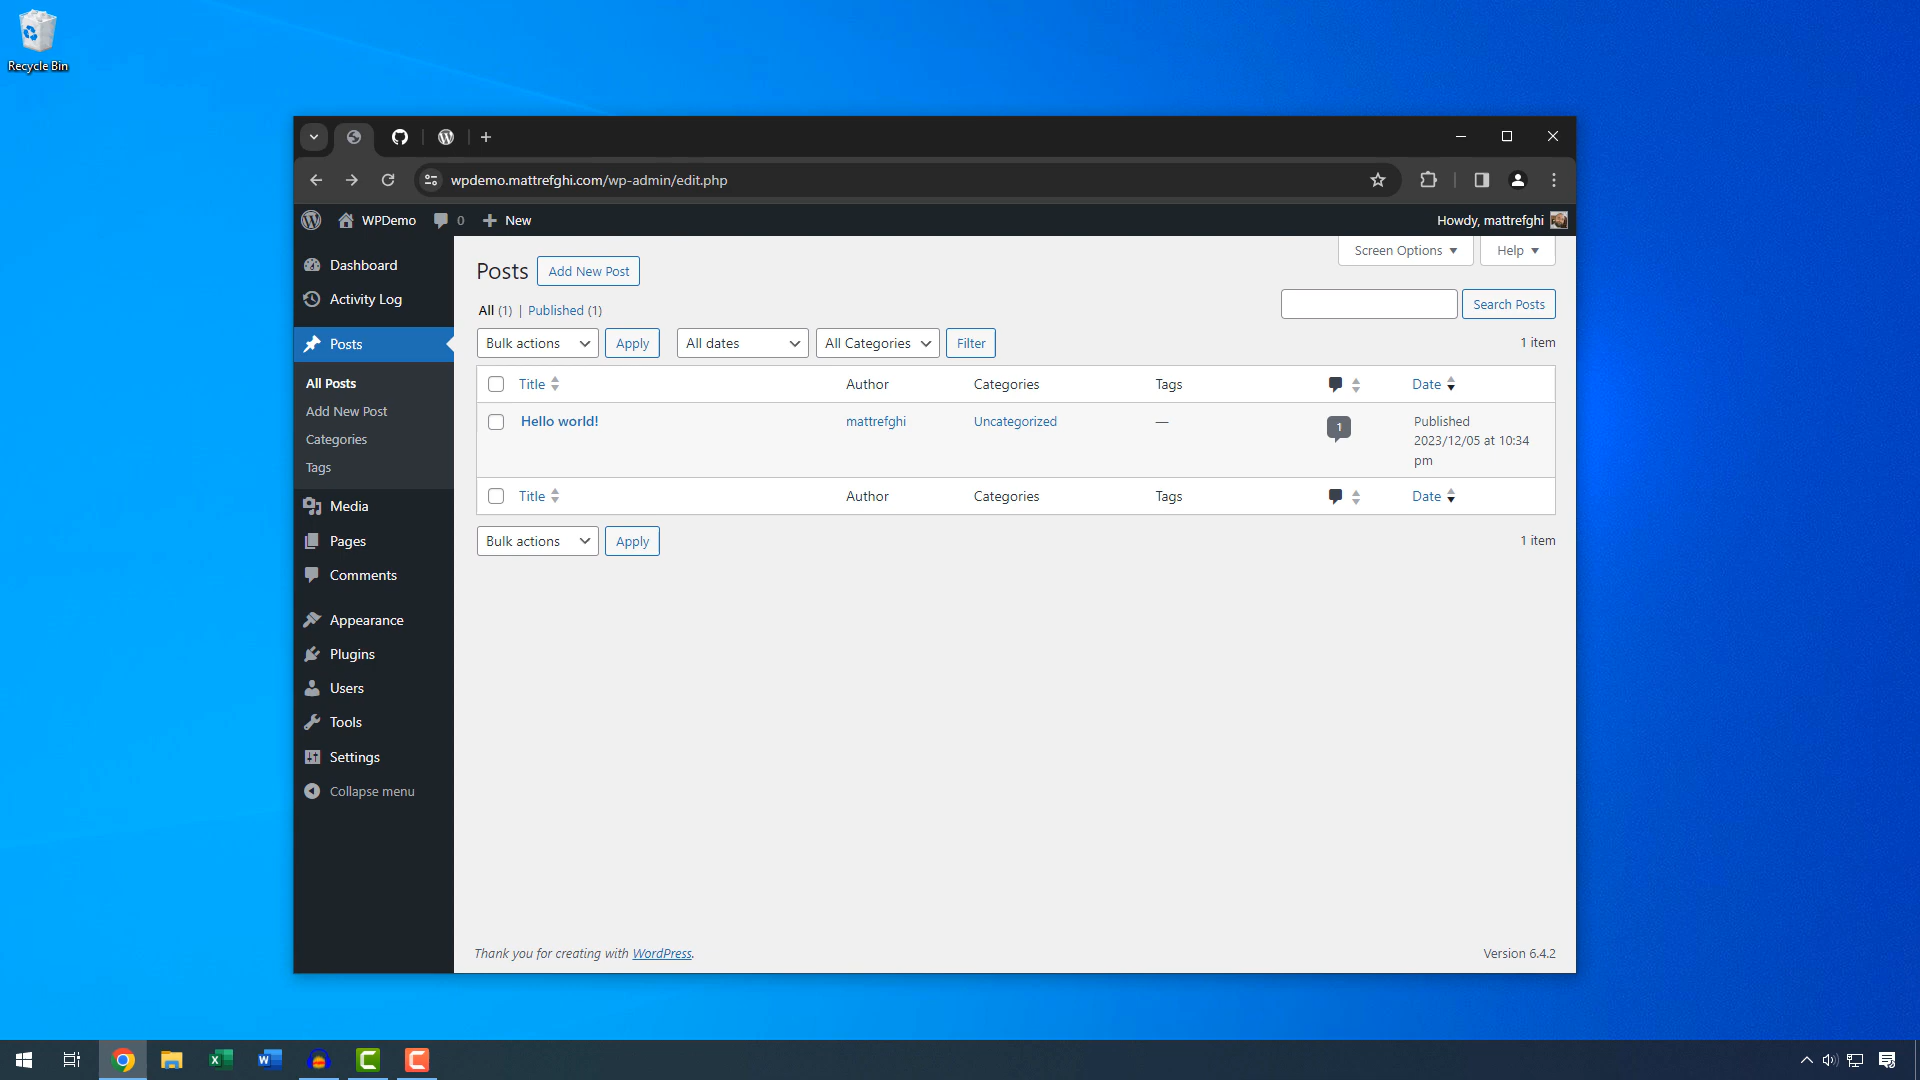 Recycle Bin
wpdemo.mattrefghi.com/wp-admin/edit.php
WPDemo 0 New Howdy, mattrefghi
Screen Options Help
Dashboard
Activity Log
Posts
All Posts
Add New Post
Categories
Tags
Media
Pages
Comments
Appearance
Plugins
Users
Tools
Settings
Collapse menu
Posts Add New Post
All (1) | Published (1) Search Posts
Bulk actions Apply All dates All Categories Filter 1 item
Title Author Categories Tags Date
Hello world! mattrefghi Uncategorized — 1 Published
2023/12/05 at 10:34
pm
Title Author Categories Tags Date
Bulk actions Apply 1 item
Thank you for creating with WordPress. Version 6.4.2